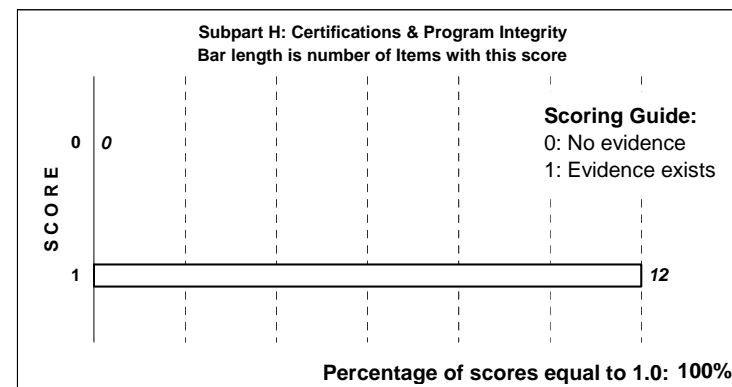 Subpart H: Certifications & Program Integrity
Bar length is number of Items with this score
Scoring Guide:
0: No evidence
1: Evidence exists
SCORE
0 0
1 12
Percentage of scores equal to 1.0: 100%